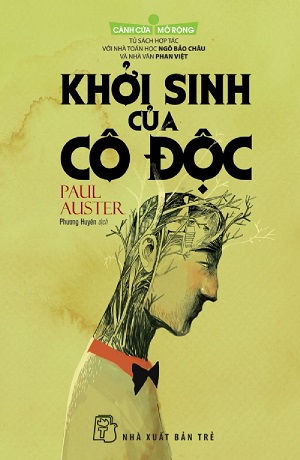 CÁNH CỬA MỞ RỘNG
TỦ SÁCH HỢP TÁC
VỚI NHÀ TOÁN HỌC NGÔ BẢO CHÂU
VÀ NHÀ VĂN PHAN VIỆT
KHỞI SINH
CỦA
CÔ ĐỘC
PAUL
AUSTER
Phương Huyên dịch
NHÀ XUẤT BẢN TRẺ